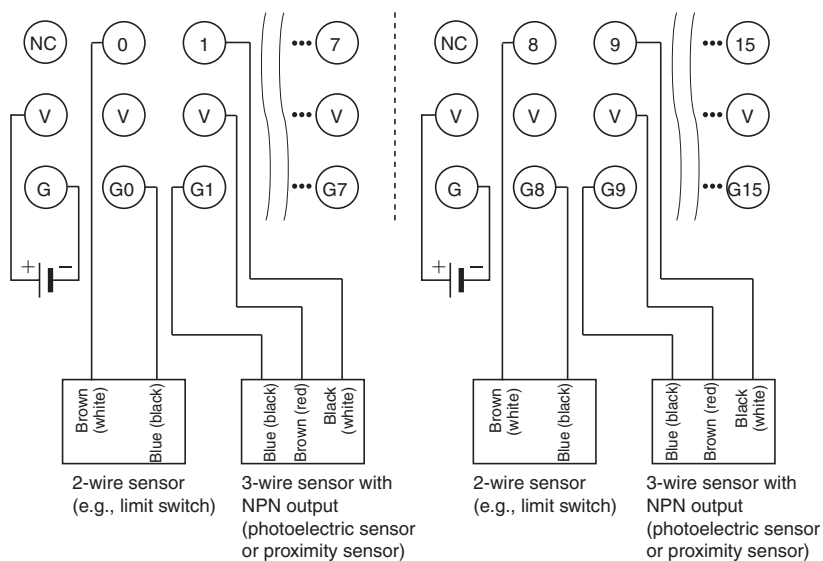 NC 0 1 ••• 7 NC 8 9 ••• 15
V V V ••• V V V V ••• V
G G0 G1 ••• G7 G G8 G9 ••• G15
+ − + −
Brown (white) Blue (black) Blue (black) Brown (red) Black (white) Brown (white) Blue (black) Blue (black) Brown (red) Black (white)
2-wire sensor
(e.g., limit switch)
3-wire sensor with
NPN output
(photoelectric sensor
or proximity sensor)
2-wire sensor
(e.g., limit switch)
3-wire sensor with
NPN output
(photoelectric sensor
or proximity sensor)